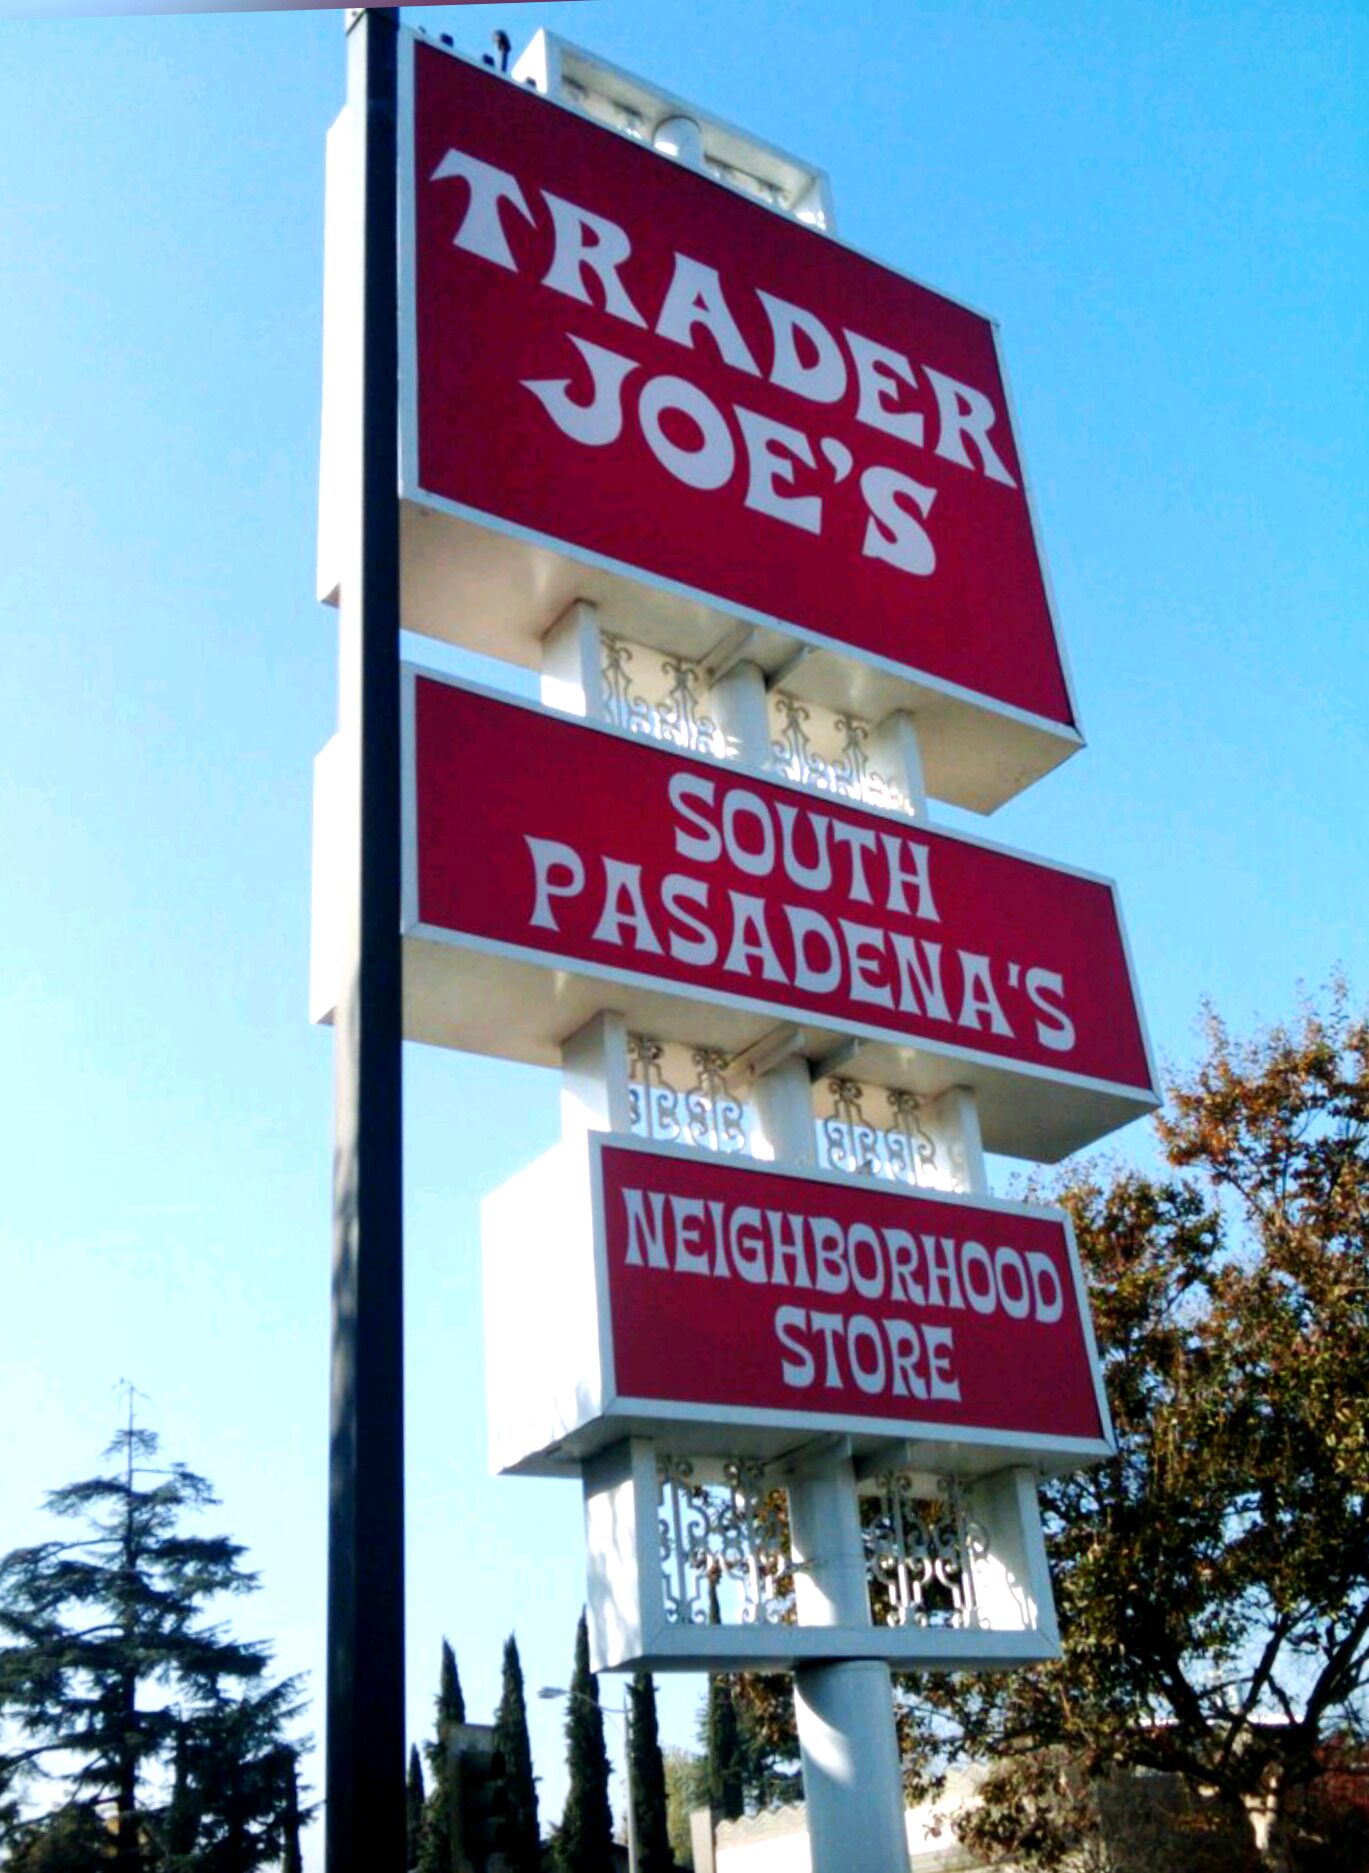 TRADER
JOE'S
SOUTH
PASADENA'S
NEIGHBORHOOD
STORE